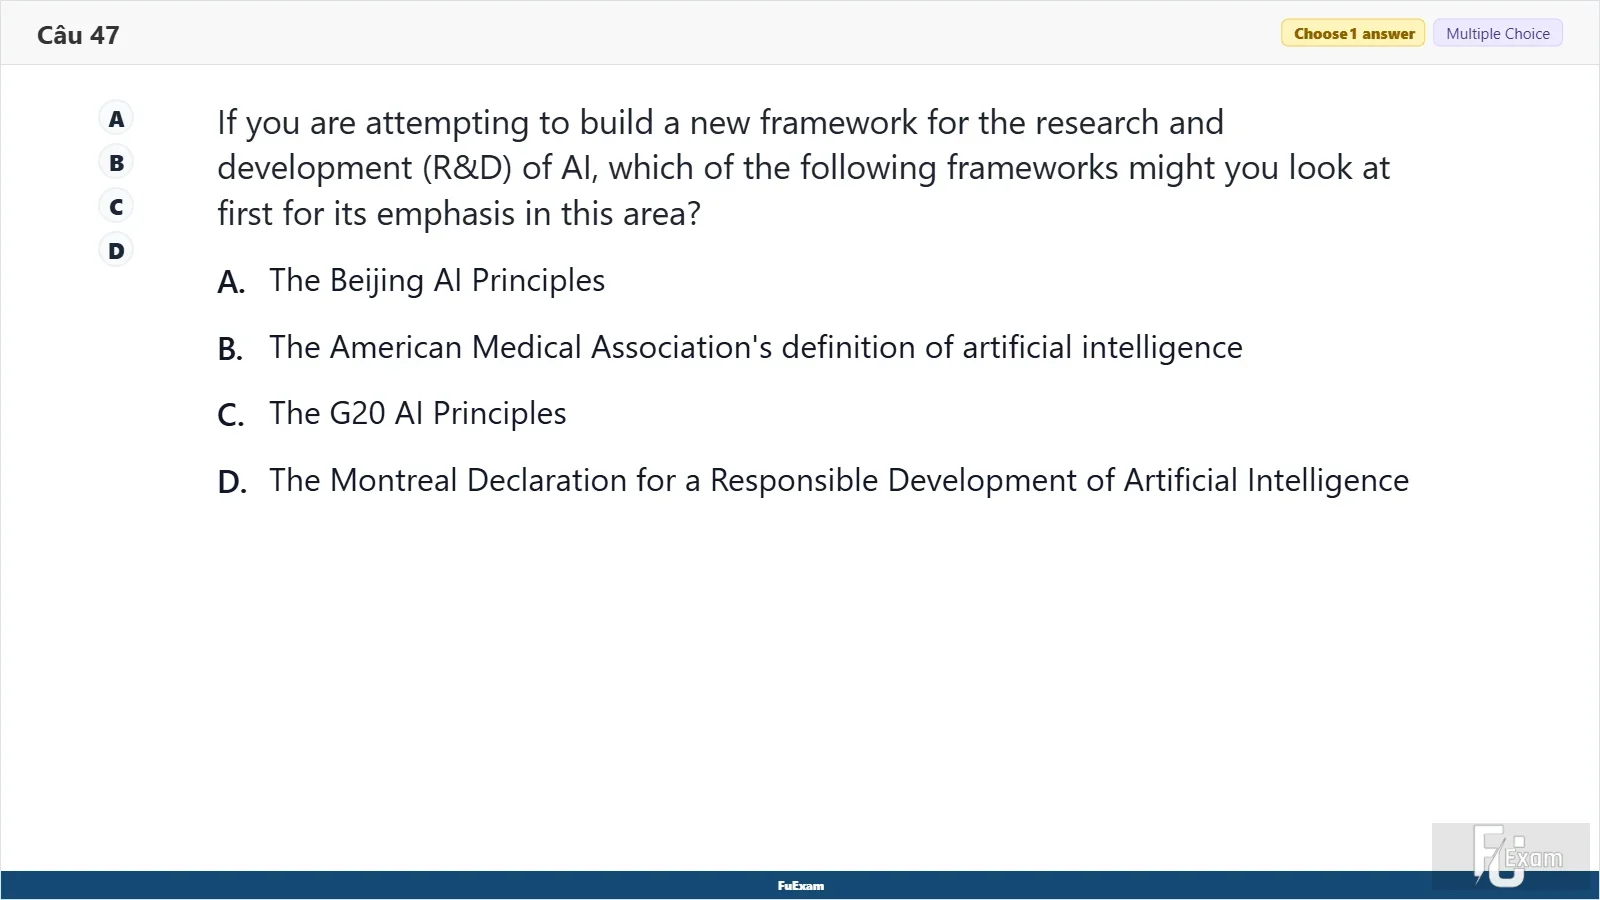 Câu 47
Choose 1 answer
Multiple Choice
A
B
C
D
If you are attempting to build a new framework for the research and
development (R&D) of AI, which of the following frameworks might you look at
first for its emphasis in this area?
A. The Beijing AI Principles
B. The American Medical Association's definition of artificial intelligence
C. The G20 AI Principles
D. The Montreal Declaration for a Responsible Development of Artificial Intelligence
FU Exam
FuExam